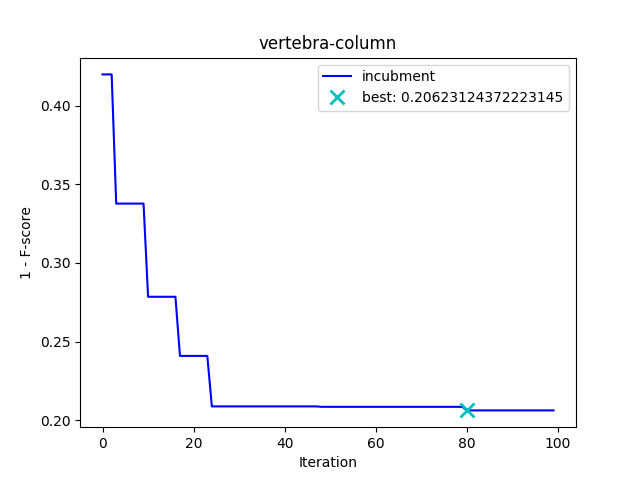 vertebra-column
incubment
best: 0.20623124372223145
1 - F-score
0.40
0.35
0.30
0.25
0.20
0 20 40 60 80 100
Iteration